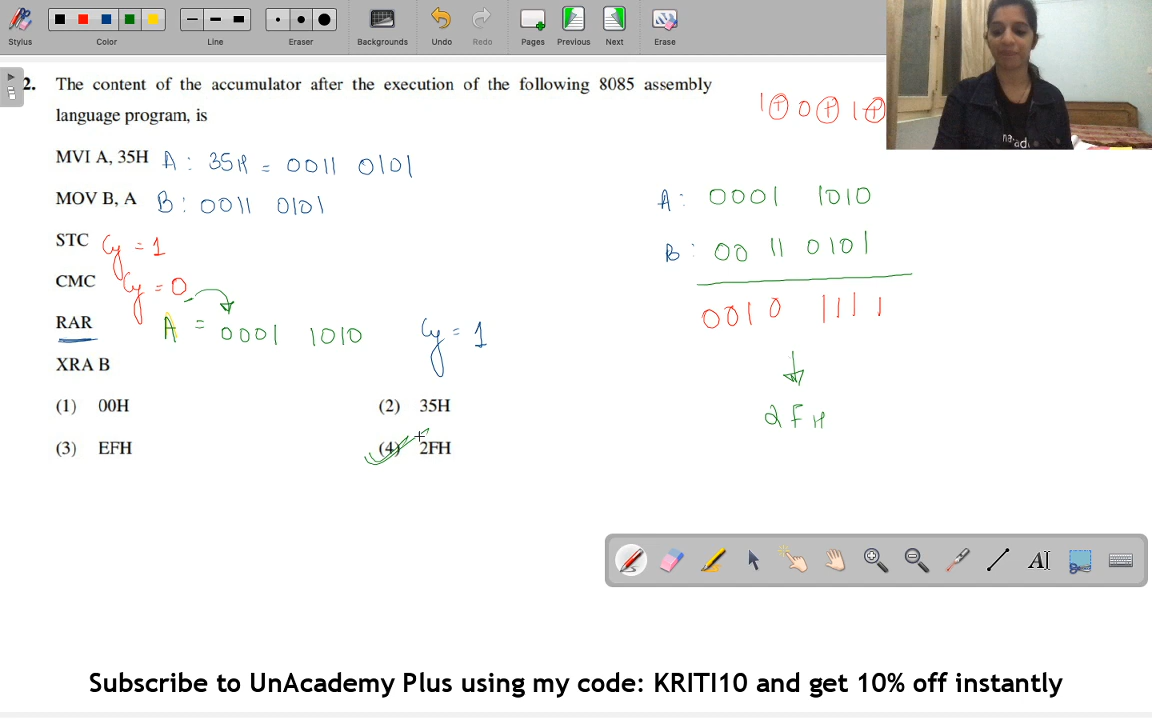 Stylus Color Line Eraser Backgrounds Undo Redo Pages Previous Next Erase
2. The content of the accumulator after the execution of the following 8085 assembly
language program, is
1 ⊕ 0 ⊕ 1 ⊕
MVI A, 35H A : 35H = 0011 0101
MOV B, A B : 0011 0101
STC Cy = 1
CMC Cy = 0
RAR A = 0001 1010 Cy = 1
XRA B
A : 0001 1010
B : 0011 0101
0010 1111
2FH
(1) 00H (2) 35H
(3) EFH (4) 2FH
AI
Subscribe to UnAcademy Plus using my code: KRITI10 and get 10% off instantly